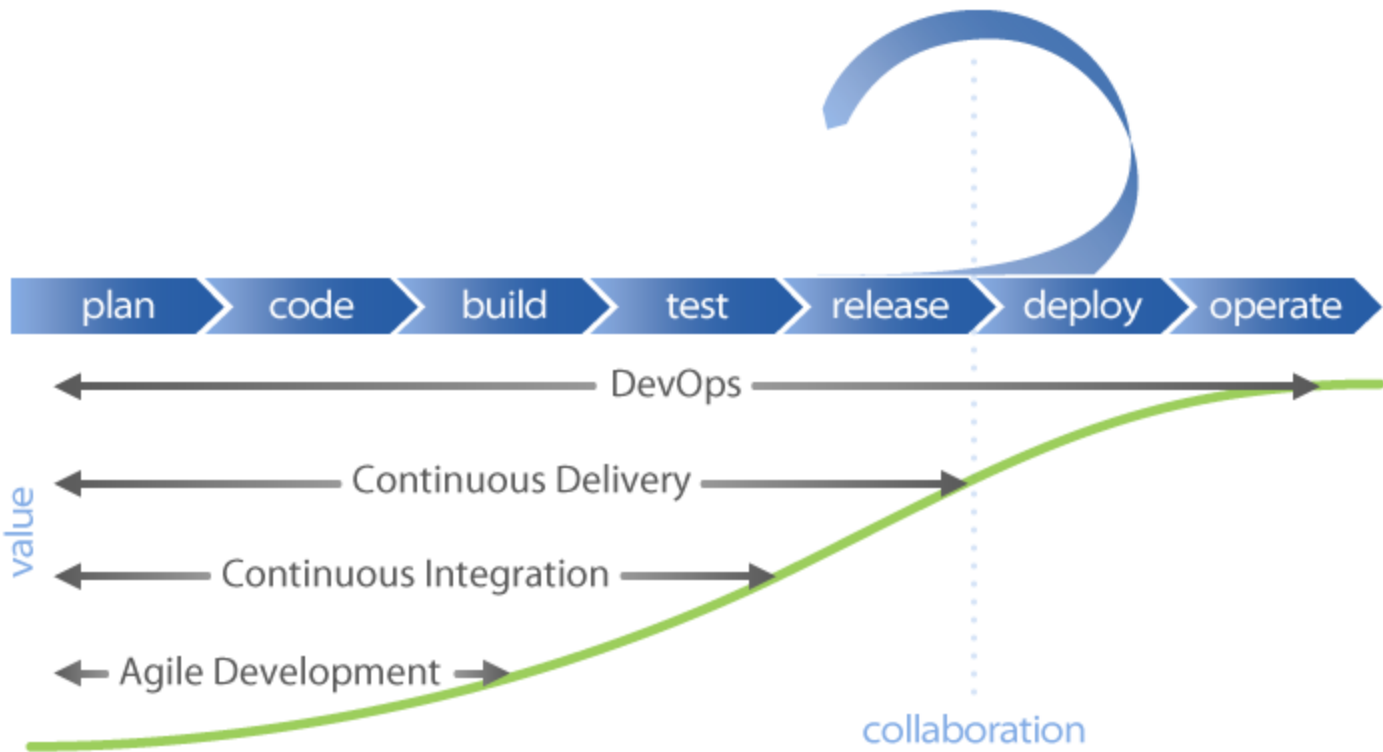 plan
code
build
test
release
deploy
operate
DevOps
Continuous Delivery
value
Continuous Integration
Agile Development
collaboration